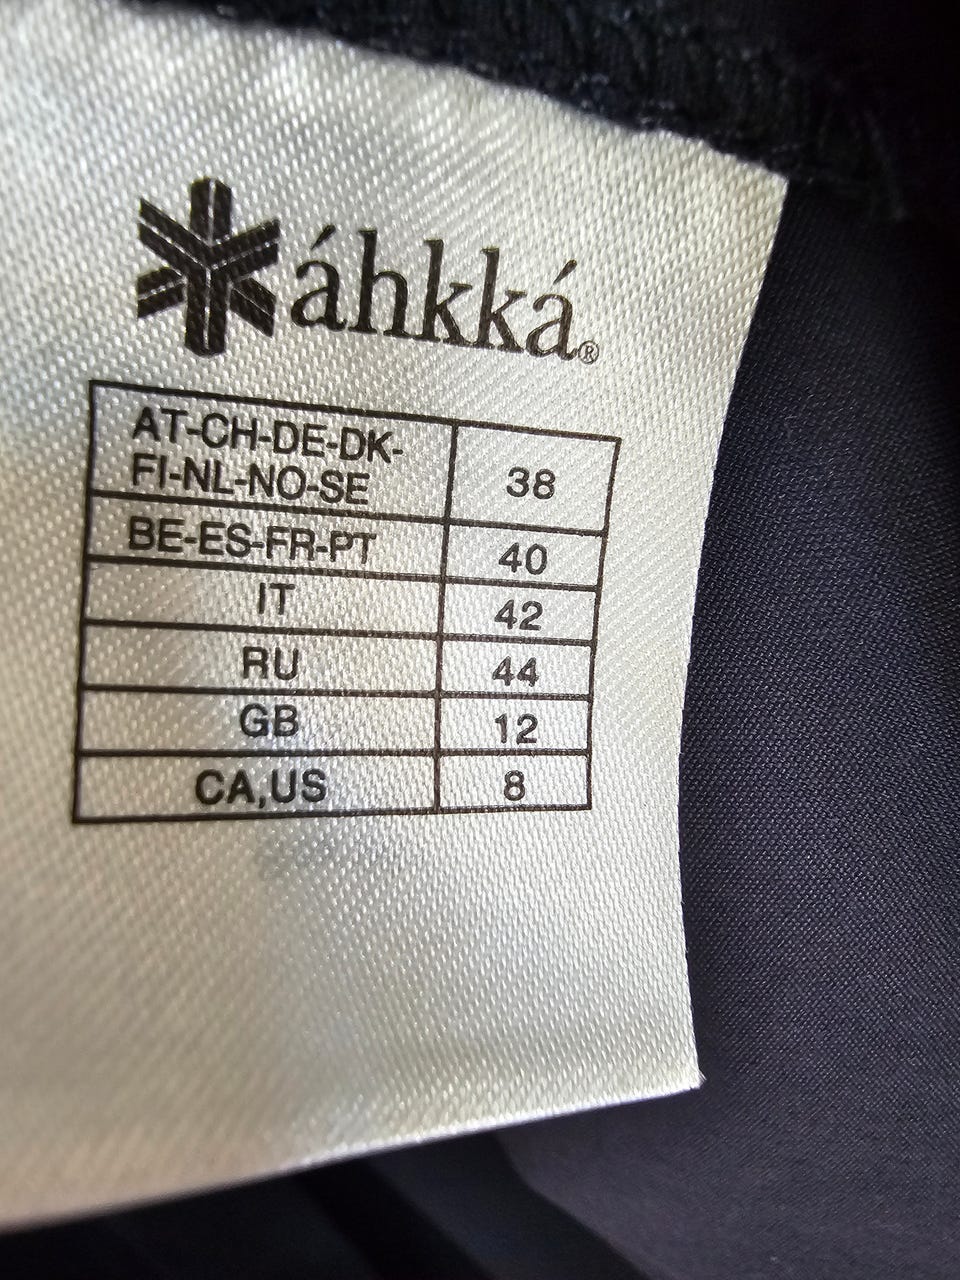 áhkká®
AT-CH-DE-DK-
FI-NL-NO-SE 38
BE-ES-FR-PT 40
IT 42
RU 44
GB 12
CA,US 8